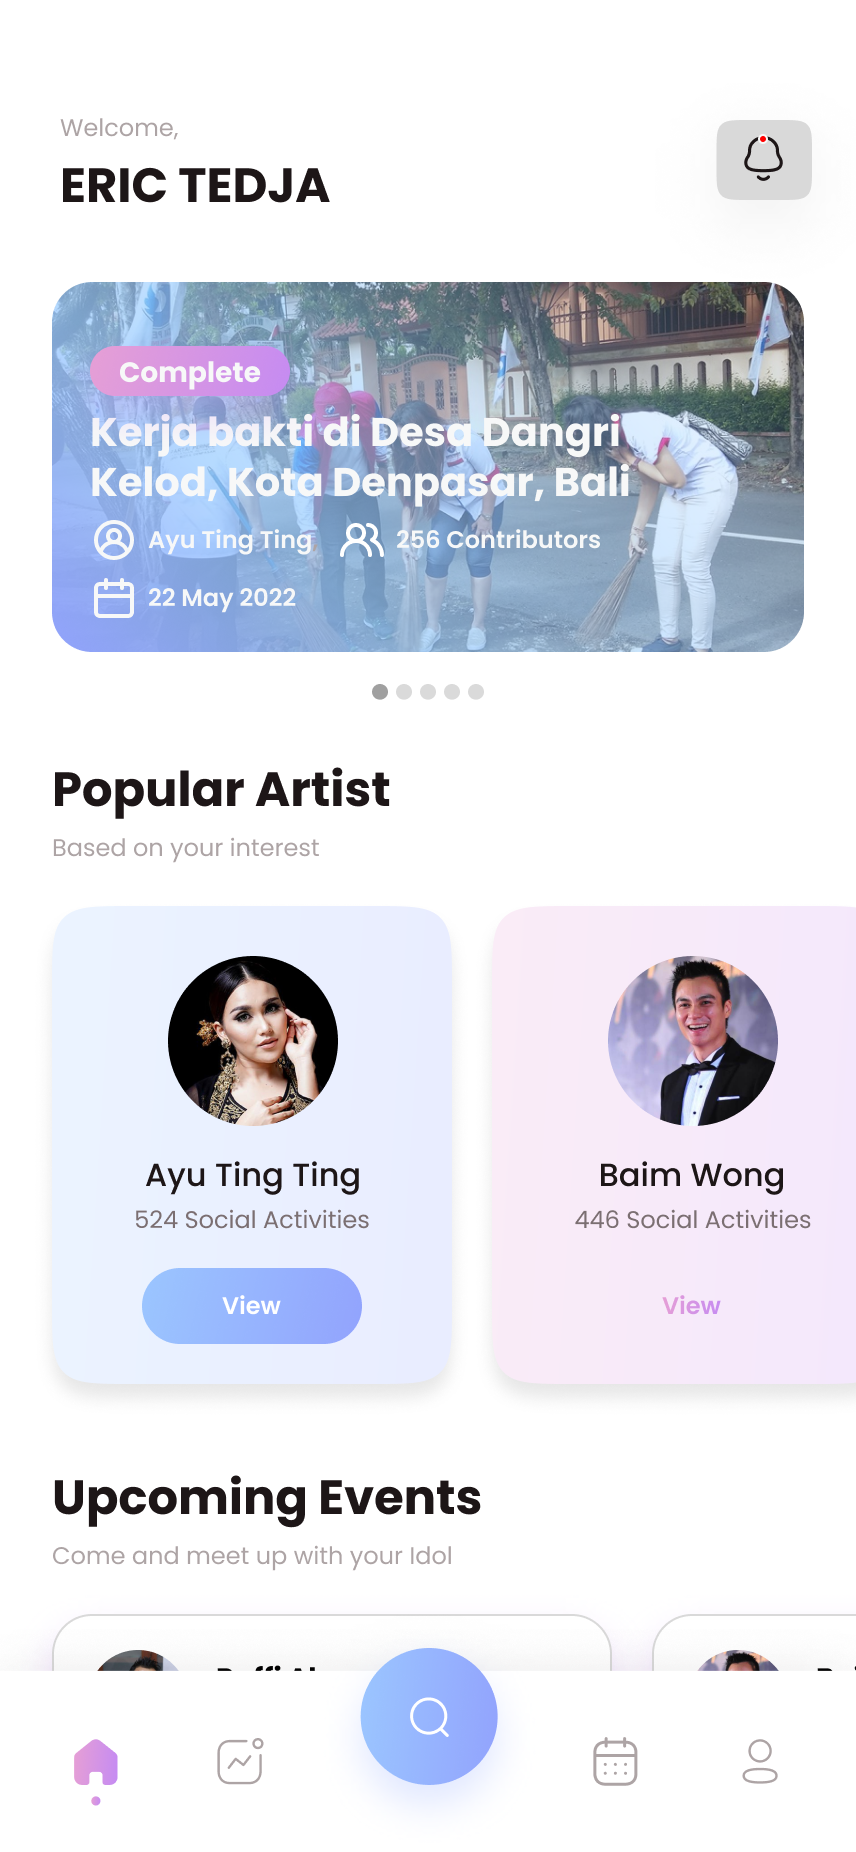 Welcome,
ERIC TEDJA
Complete
Kerja bakti di Desa Dangri
Kelod, Kota Denpasar, Bali
Ayu Ting Ting 256 Contributors
22 May 2022
Popular Artist
Based on your interest
Ayu Ting Ting
524 Social Activities
View
Baim Wong
446 Social Activities
View
Upcoming Events
Come and meet up with your Idol